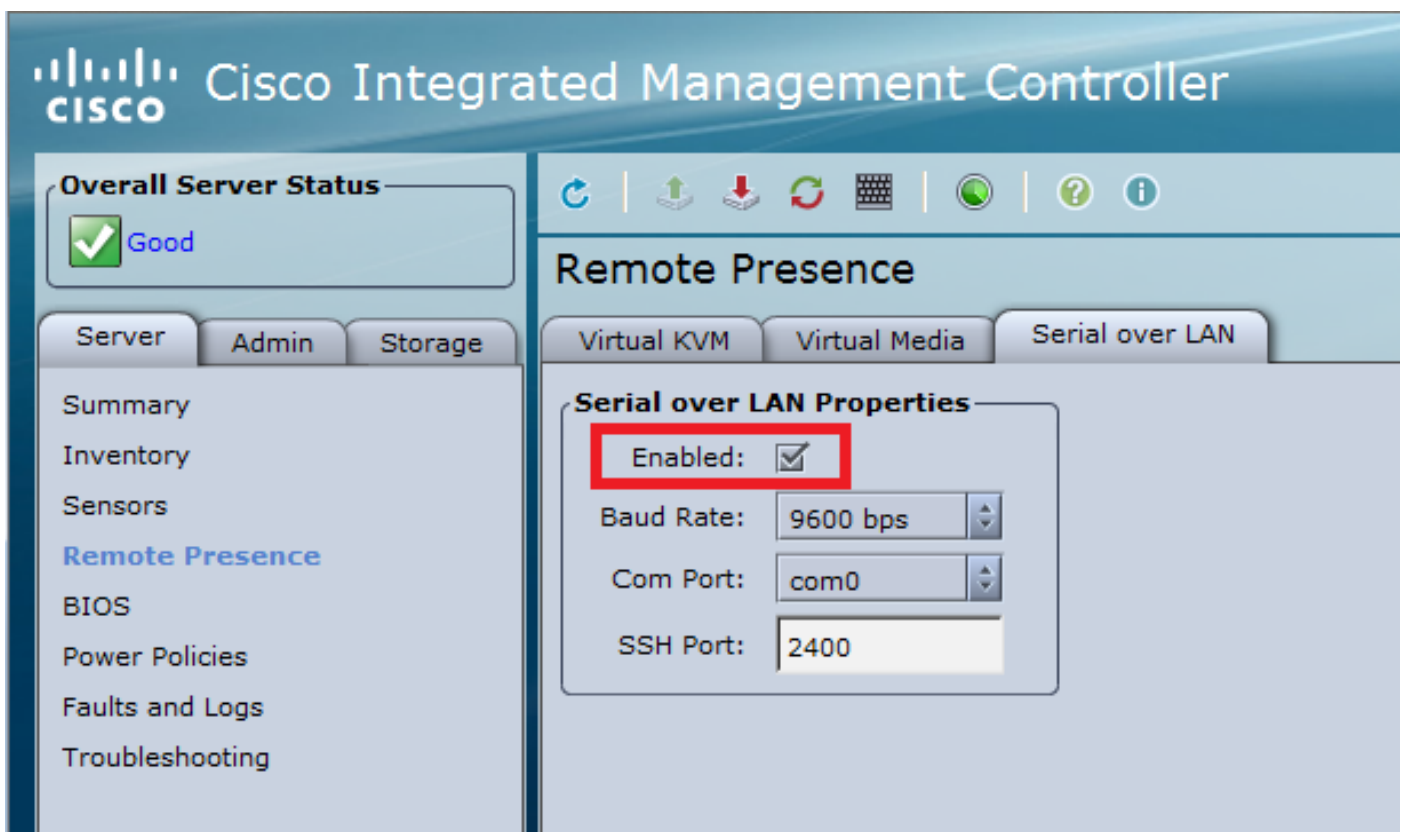 CISCO
Cisco Integrated Management Controller
Overall Server Status
Good
Server Admin Storage
Summary
Inventory
Sensors
Remote Presence
BIOS
Power Policies
Faults and Logs
Troubleshooting
Remote Presence
Virtual KVM Virtual Media Serial over LAN
Serial over LAN Properties
Enabled:
Baud Rate: 9600 bps
Com Port: com0
SSH Port: 2400